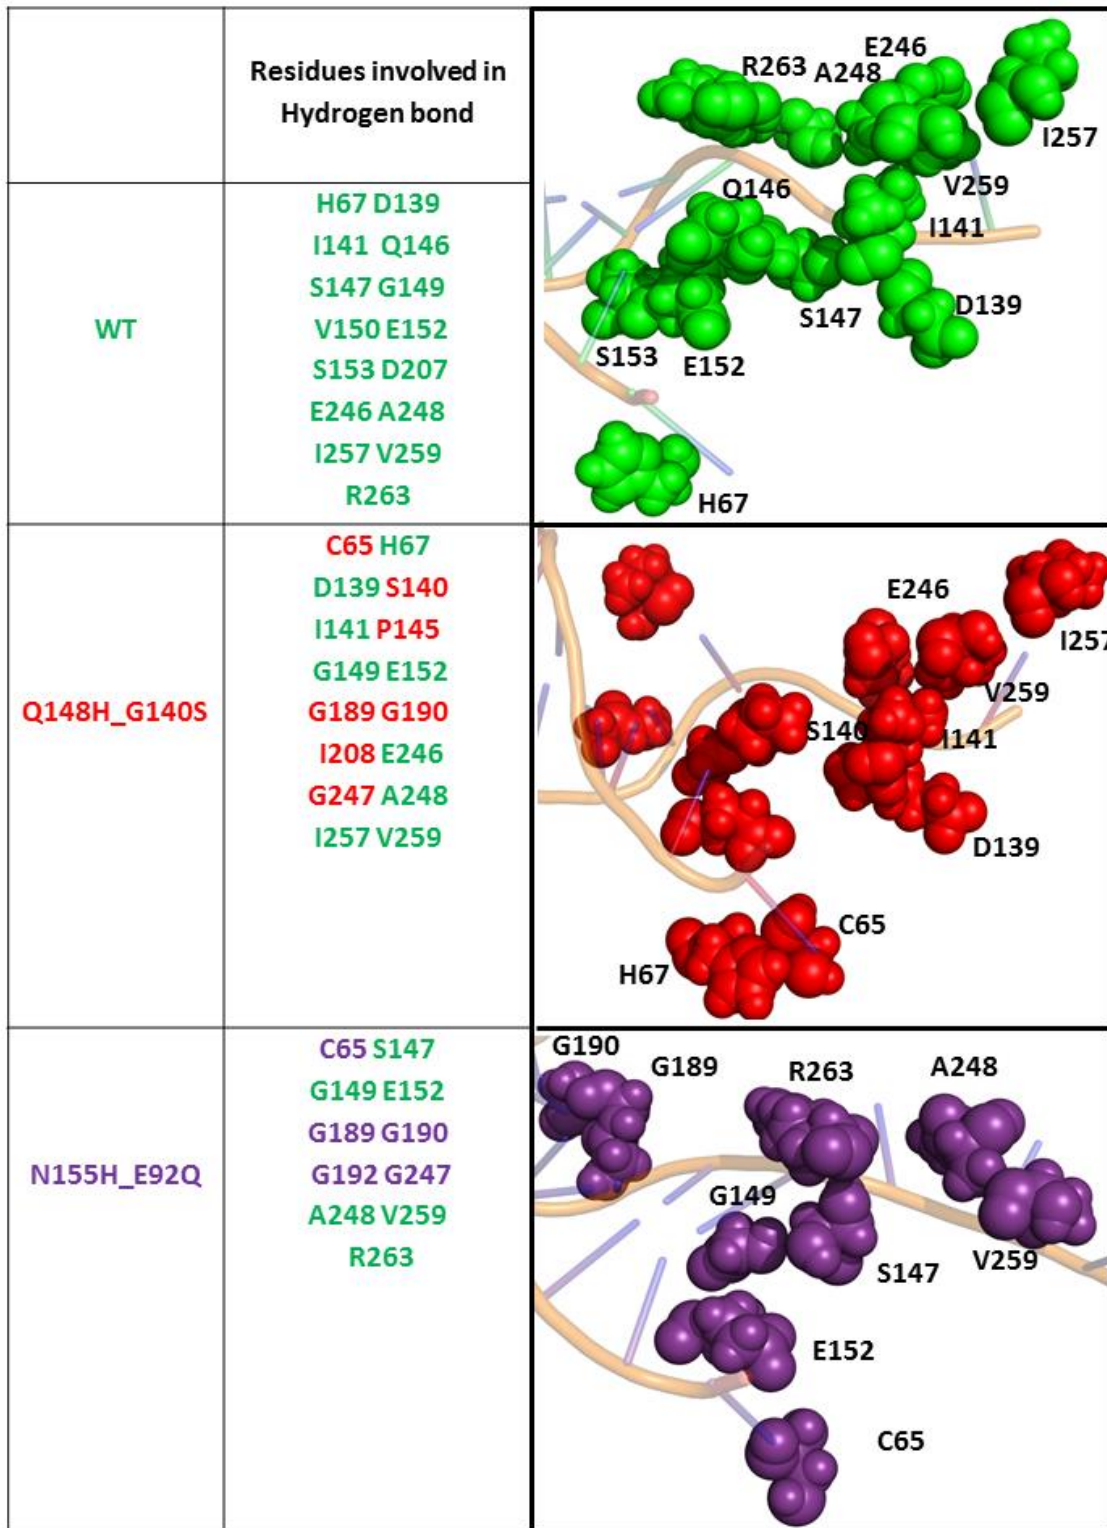 Residues involved in
Hydrogen bond
WT
H67 D139
I141 Q146
S147 G149
V150 E152
S153 D207
E246 A248
I257 V259
R263
E246
R263 A248
I257
Q146
V259
I141
D139
S147
S153 E152
H67
Q148H_G140S
C65 H67
D139 S140
I141 P145
G149 E152
G189 G190
I208 E246
G247 A248
I257 V259
E246
I257
V259
S140
I141
D139
C65
H67
N155H_E92Q
C65 S147
G149 E152
G189 G190
G192 G247
A248 V259
R263
G190
G189
R263
A248
G149
S147
V259
E152
C65